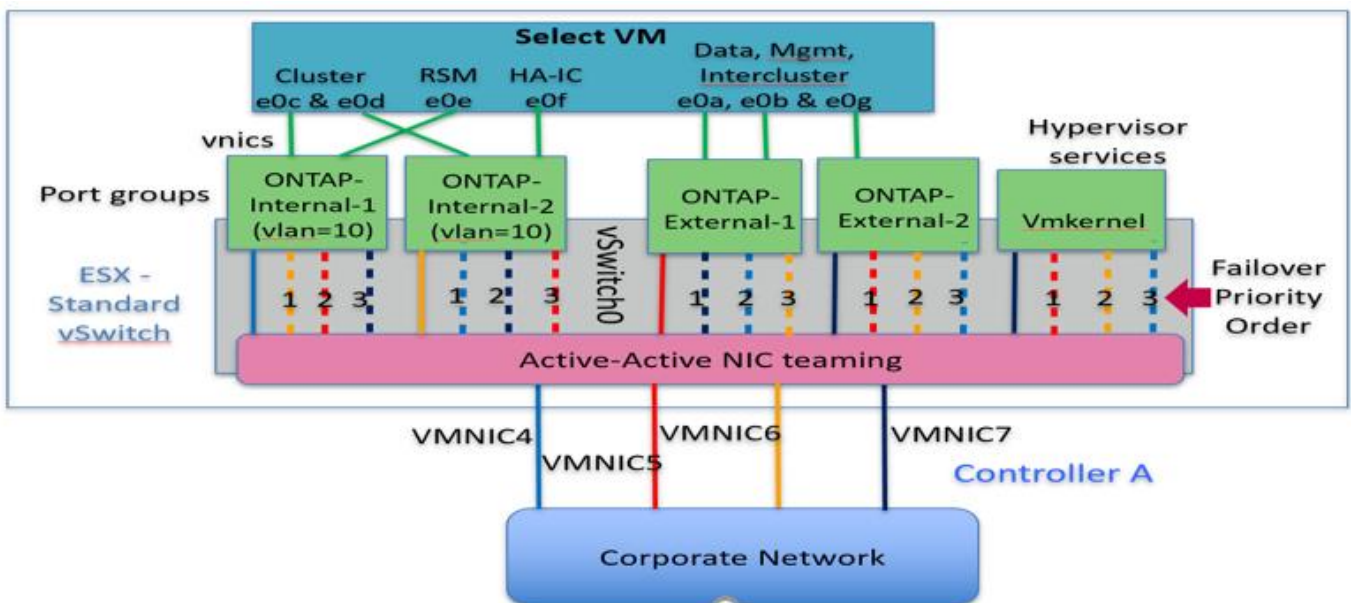 Select VM
Cluster
e0c & e0d
RSM
e0e
HA-IC
e0f
Data, Mgmt,
Intercluster
e0a, e0b & e0g
vnics
Hypervisor
services
Port groups
ONTAP-
Internal-1
(vlan=10)
ONTAP-
Internal-2
(vlan=10)
ONTAP-
External-1
ONTAP-
External-2
Vmkernel
ESX -
Standard
vSwitch
vSwitch0
1 2 3
1 2 3
1 2 3
1 2 3
1 2 3
Failover
Priority
Order
Active-Active NIC teaming
VMNIC4
VMNIC5
VMNIC6
VMNIC7
Controller A
Corporate Network